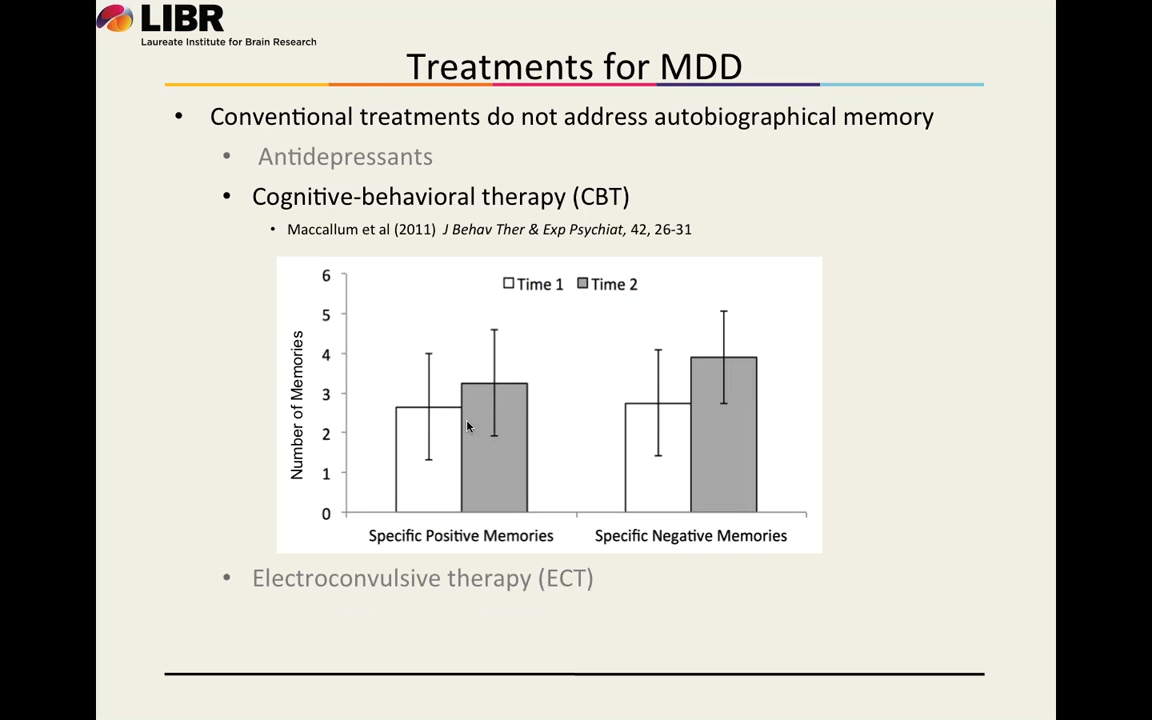 LIBR
Laureate Institute for Brain Research
Treatments for MDD
• Conventional treatments do not address autobiographical memory
• Antidepressants
• Cognitive-behavioral therapy (CBT)
• Maccallum et al (2011) J Behav Ther & Exp Psychiat, 42, 26-31
Time 1 Time 2
Number of Memories
6
5
4
3
2
1
0
Specific Positive Memories Specific Negative Memories
• Electroconvulsive therapy (ECT)